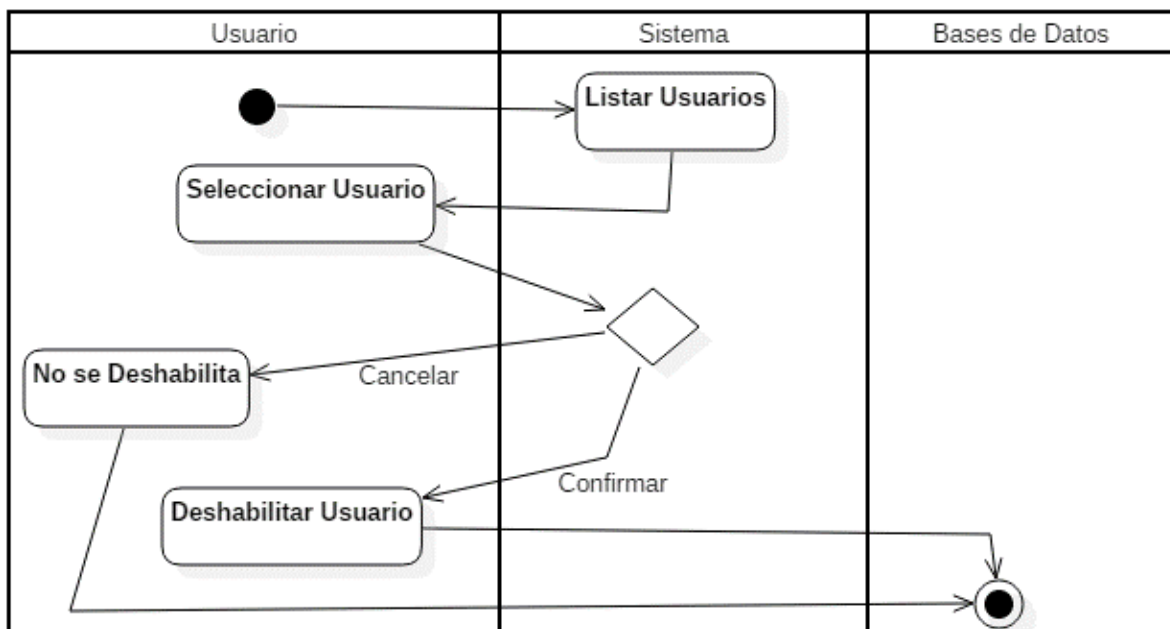 Usuario
Sistema
Bases de Datos
Listar Usuarios
Seleccionar Usuario
No se Deshabilita
Cancelar
Confirmar
Deshabilitar Usuario